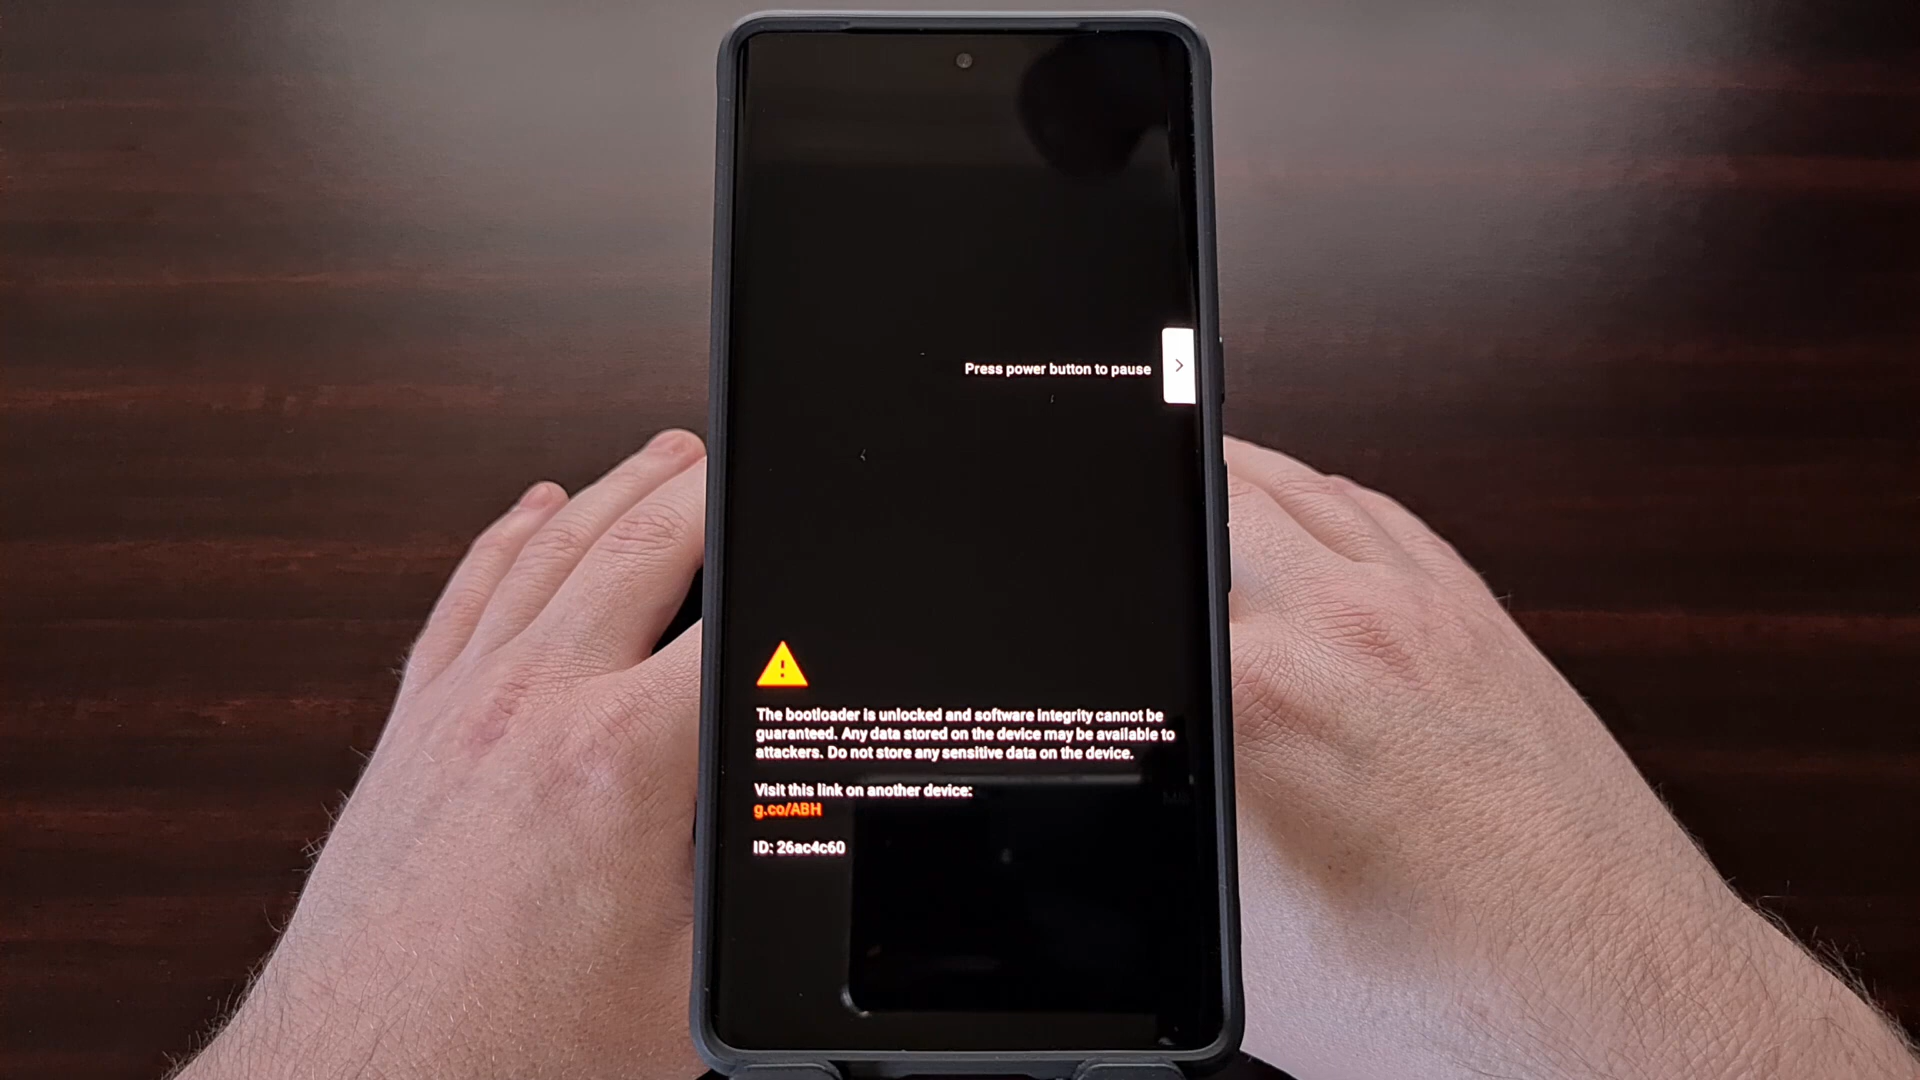 Press power button to pause
The bootloader is unlocked and software integrity cannot be
guaranteed. Any data stored on the device may be available to
attackers. Do not store any sensitive data on the device.
Visit this link on another device:
g.co/ABH
ID: 26ac4c60